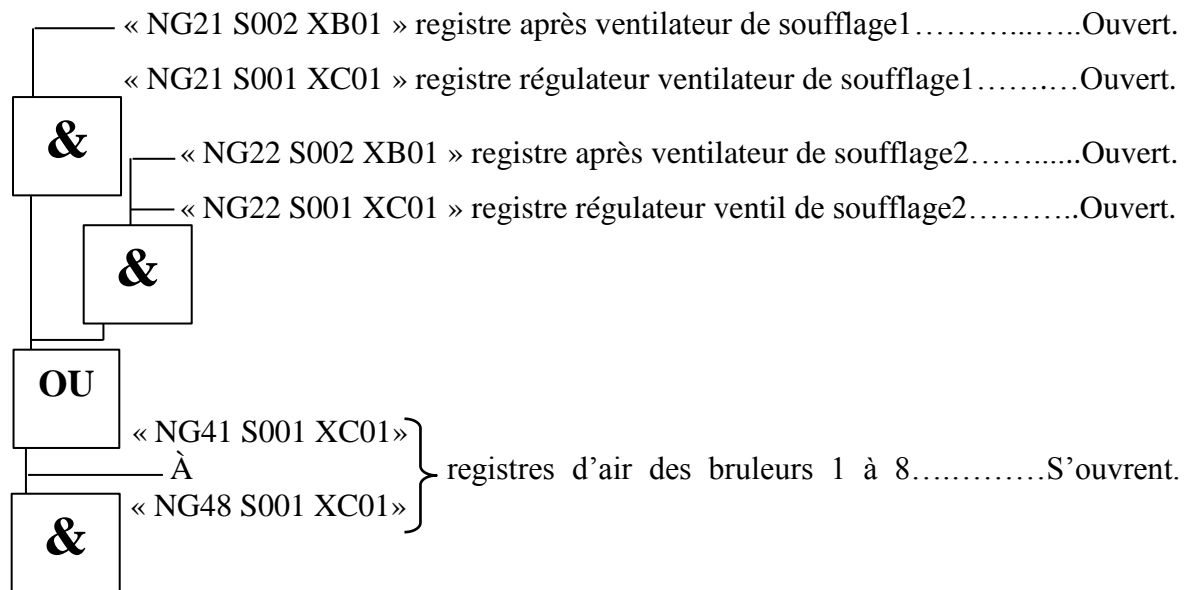 « NG21 S002 XB01 » registre après ventilateur de soufflage1………...…..Ouvert.
« NG21 S001 XC01 » registre régulateur ventilateur de soufflage1…….…Ouvert.
&
« NG22 S002 XB01 » registre après ventilateur de soufflage2…….....Ouvert.
« NG22 S001 XC01 » registre régulateur ventil de soufflage2………..Ouvert.
&
OU
« NG41 S001 XC01»
À registres d'air des bruleurs 1 à 8….………S'ouvrent.
« NG48 S001 XC01»
&